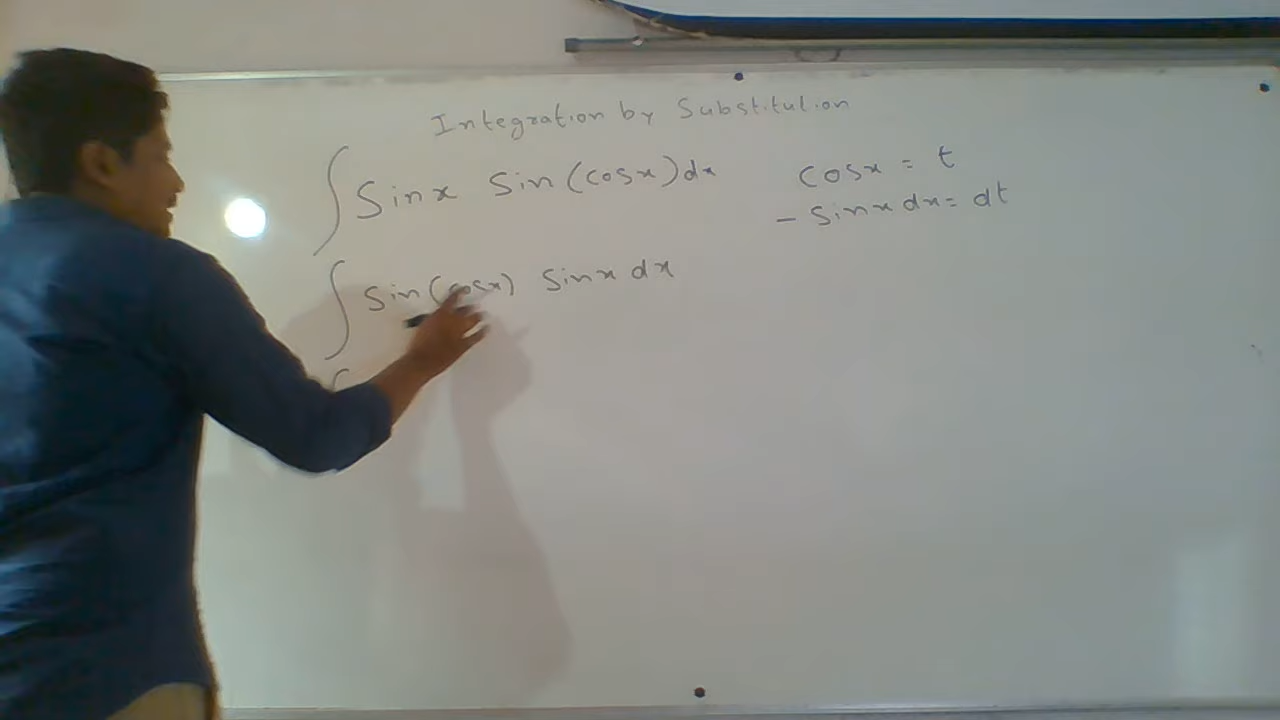 Integration by Substitution
∫ Sinx Sin(cosx)dx
cosx = t
- Sinx dx = dt
∫ Sin(cosx) Sinx dx
∫